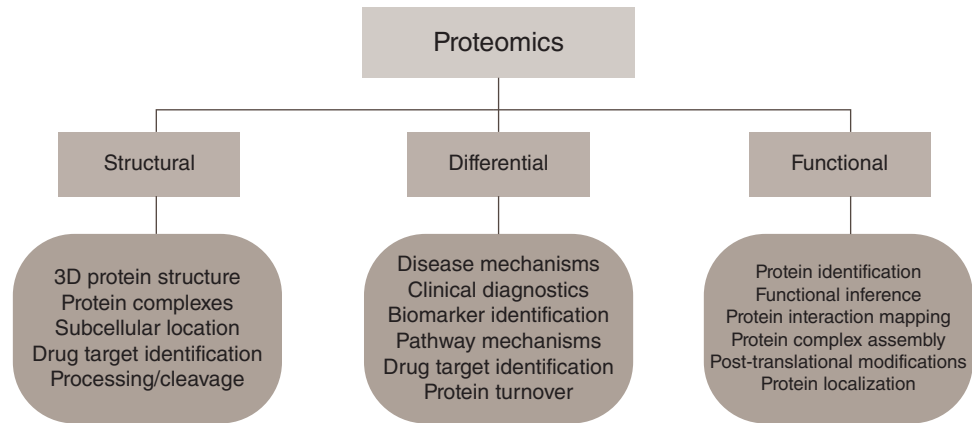 Proteomics
Structural
Differential
Functional
3D protein structure
Protein complexes
Subcellular location
Drug target identification
Processing/cleavage
Disease mechanisms
Clinical diagnostics
Biomarker identification
Pathway mechanisms
Drug target identification
Protein turnover
Protein identification
Functional inference
Protein interaction mapping
Protein complex assembly
Post-translational modifications
Protein localization